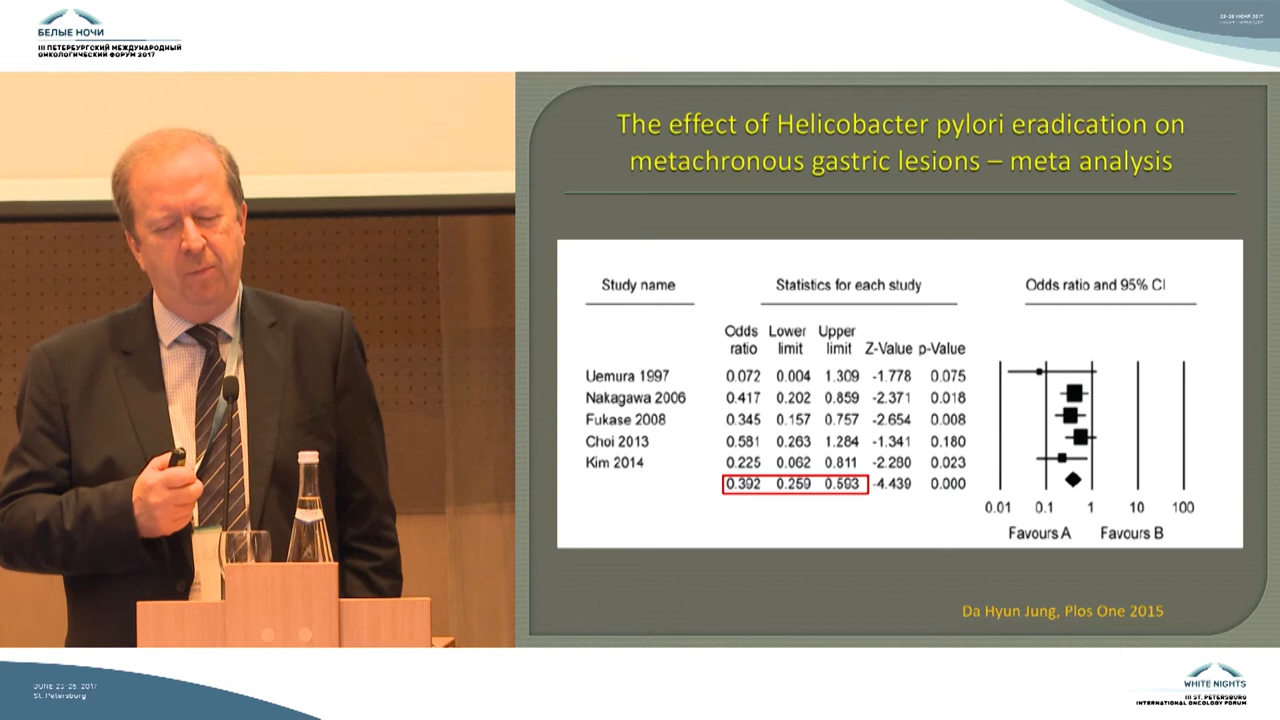 БЕЛЫЕ НОЧИ
III ПЕТЕРБУРГСКИЙ МЕЖДУНАРОДНЫЙ
ОНКОЛОГИЧЕСКИЙ ФОРУМ 2017
The effect of Helicobacter pylori eradication on
metachronous gastric lesions – meta analysis
Study name Statistics for each study Odds ratio and 95% CI
Odds Lower Upper
ratio limit limit Z-Value p-Value
Uemura 1997 0.072 0.004 1.309 -1.778 0.075
Nakagawa 2006 0.417 0.202 0.859 -2.371 0.018
Fukase 2008 0.345 0.157 0.757 -2.654 0.008
Choi 2013 0.581 0.263 1.284 -1.341 0.180
Kim 2014 0.225 0.062 0.811 -2.280 0.023
0.392 0.259 0.593 -4.439 0.000
0.01 0.1 1 10 100
Favours A Favours B
Da Hyun Jung, Plos One 2015
St. Petersburg
WHITE NIGHTS
III ST. PETERSBURG
INTERNATIONAL ONCOLOGY FORUM